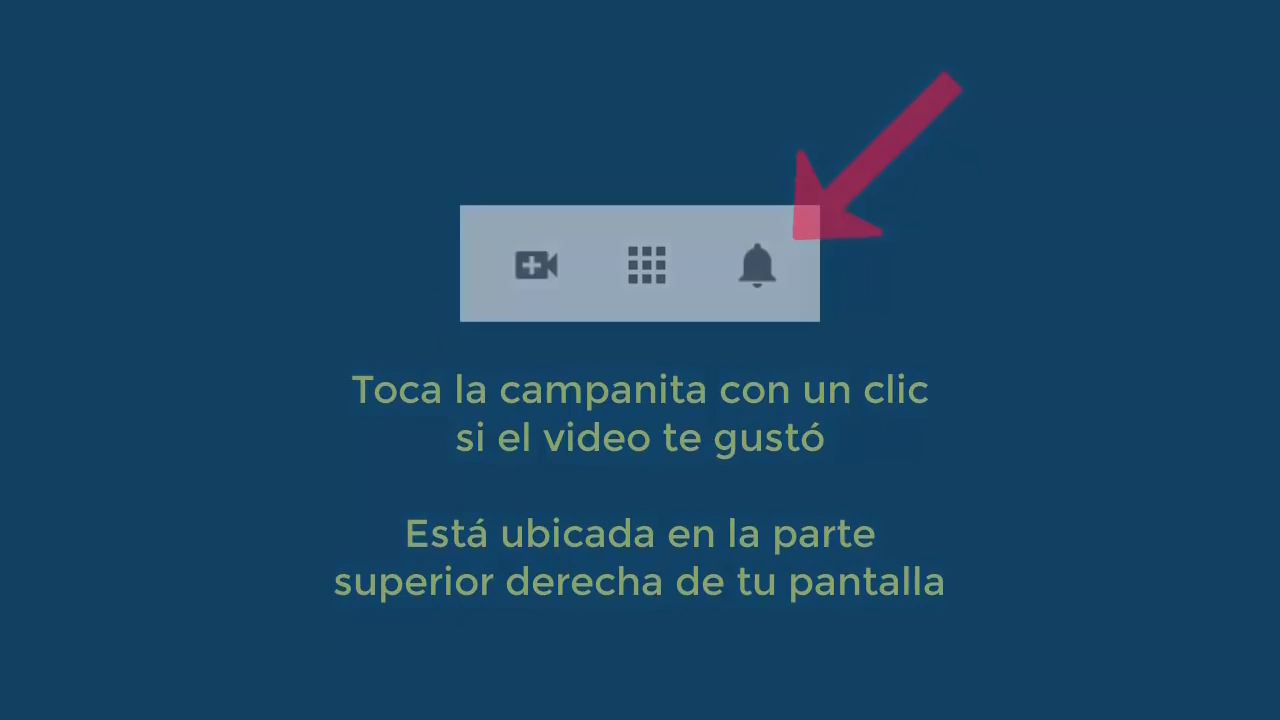 Toca la campanita con un clic
si el video te gustó
Está ubicada en la parte
superior derecha de tu pantalla